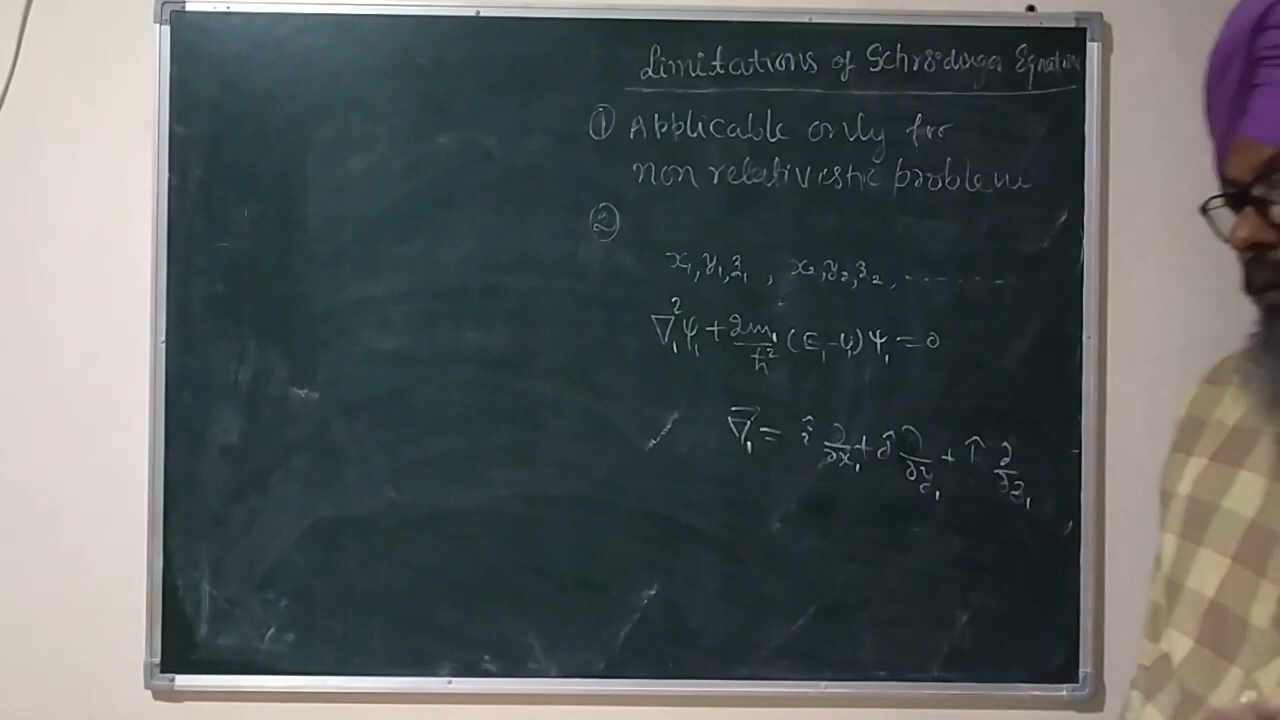 Limitations of Schrödinger Equation
① Applicable only for
non relativistic problem
②
x₁, y₁, z₁ , x₂, y₂, z₂, .......
∇₁²ψ₁ + 2m₁/ħ² (E₁-U₁)ψ₁ = 0
∇⃗₁ = î ∂/∂x₁ + ĵ ∂/∂y₁ + î ∂/∂z₁